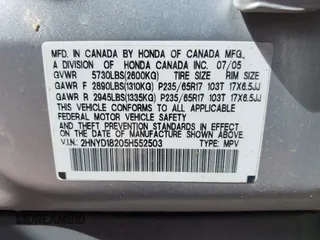 MFD. IN CANADA BY HONDA OF CANADA MFG.
A DIVISION OF HONDA CANADA INC. 07/05
GVWR 5730LBS(2600KG) TIRE SIZE RIM SIZE
GAWR F 2890LBS(1310KG) P235/65R17 103T 17X6.5JJ
GAWR R 2945LBS(1335KG) P235/65R17 103T 17X6.5JJ
THIS VEHICLE CONFORMS TO ALL APPLICABLE
FEDERAL MOTOR VEHICLE SAFETY AND
THEFT PREVENTION STANDARDS IN EFFECT ON THE
DATE OF MANUFACTURE SHOWN ABOVE.
V.I.N: 2HNYD18205H552503 TYPE: MPV